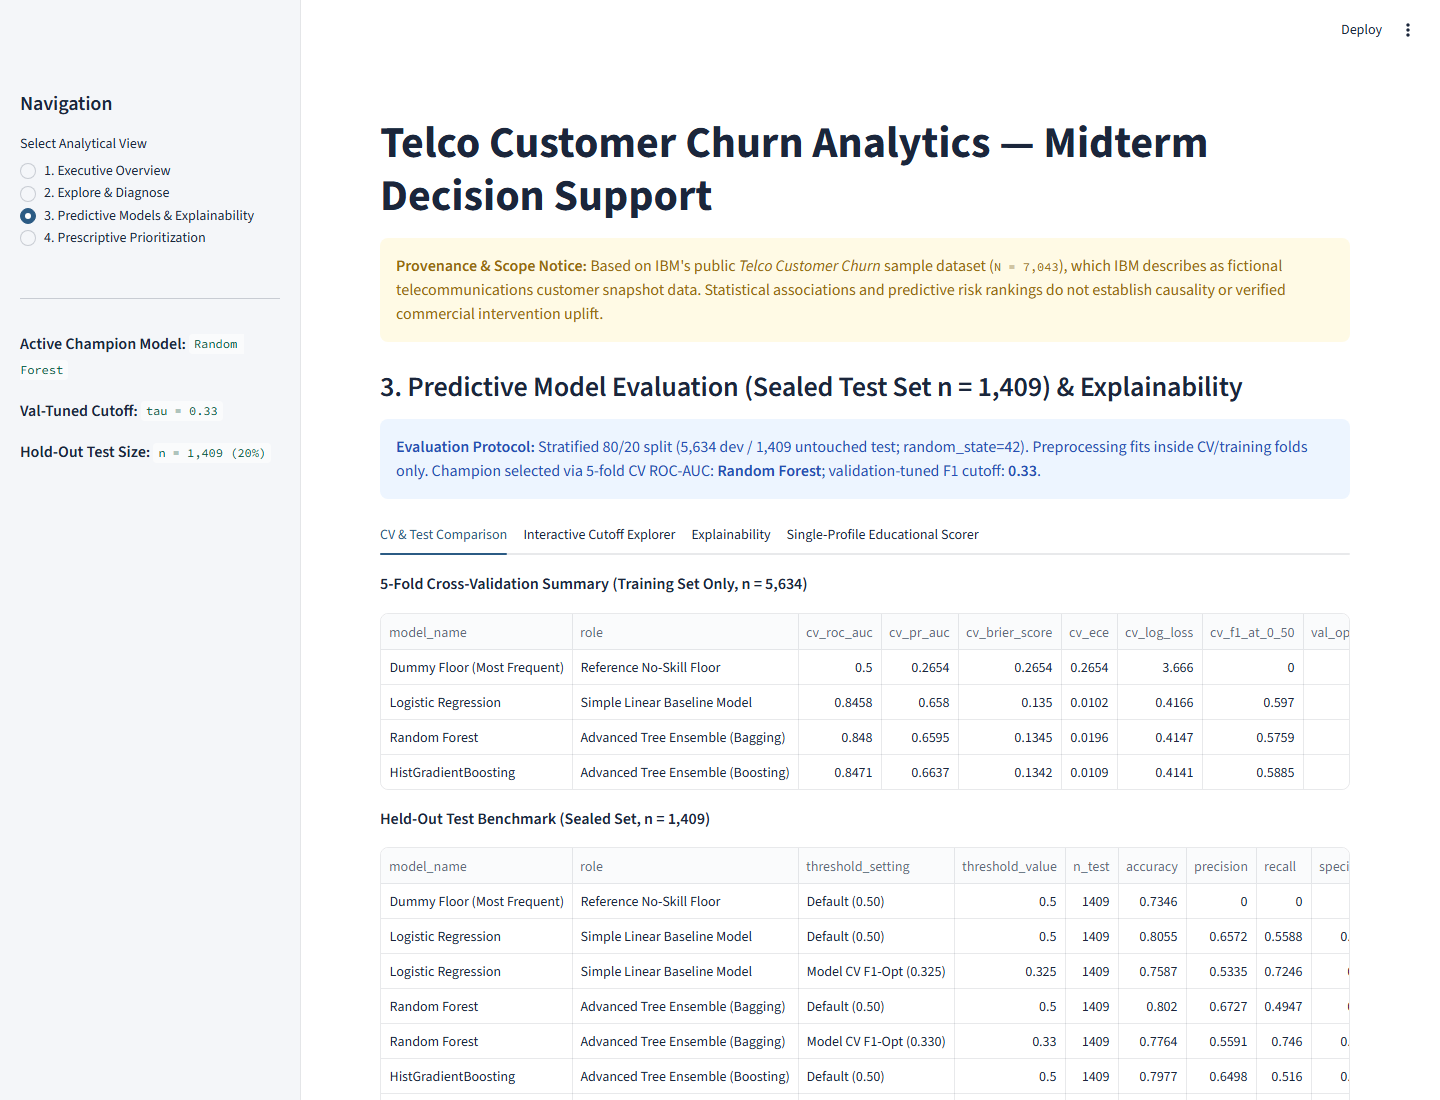 Deploy
Navigation
Select Analytical View
1. Executive Overview
2. Explore & Diagnose
3. Predictive Models & Explainability
4. Prescriptive Prioritization
Active Champion Model: Random
Forest
Val-Tuned Cutoff: tau = 0.33
Hold-Out Test Size: n = 1,409 (20%)
Telco Customer Churn Analytics — Midterm
Decision Support
Provenance & Scope Notice: Based on IBM's public Telco Customer Churn sample dataset (N = 7,043), which IBM describes as fictional
telecommunications customer snapshot data. Statistical associations and predictive risk rankings do not establish causality or verified
commercial intervention uplift.
3. Predictive Model Evaluation (Sealed Test Set n = 1,409) & Explainability
Evaluation Protocol: Stratified 80/20 split (5,634 dev / 1,409 untouched test; random_state=42). Preprocessing fits inside CV/training folds
only. Champion selected via 5-fold CV ROC-AUC: Random Forest; validation-tuned F1 cutoff: 0.33.
CV & Test Comparison Interactive Cutoff Explorer Explainability Single-Profile Educational Scorer
5-Fold Cross-Validation Summary (Training Set Only, n = 5,634)
model_name role cv_roc_auc cv_pr_auc cv_brier_score cv_ece cv_log_loss cv_f1_at_0_50 val_op
Dummy Floor (Most Frequent) Reference No-Skill Floor 0.5 0.2654 0.2654 0.2654 3.666 0
Logistic Regression Simple Linear Baseline Model 0.8458 0.658 0.135 0.0102 0.4166 0.597
Random Forest Advanced Tree Ensemble (Bagging) 0.848 0.6595 0.1345 0.0196 0.4147 0.5759
HistGradientBoosting Advanced Tree Ensemble (Boosting) 0.8471 0.6637 0.1342 0.0109 0.4141 0.5885
Held-Out Test Benchmark (Sealed Set, n = 1,409)
model_name role threshold_setting threshold_value n_test accuracy precision recall speci
Dummy Floor (Most Frequent) Reference No-Skill Floor Default (0.50) 0.5 1409 0.7346 0 0
Logistic Regression Simple Linear Baseline Model Default (0.50) 0.5 1409 0.8055 0.6572 0.5588 0.
Logistic Regression Simple Linear Baseline Model Model CV F1-Opt (0.325) 0.325 1409 0.7587 0.5335 0.7246
Random Forest Advanced Tree Ensemble (Bagging) Default (0.50) 0.5 1409 0.802 0.6727 0.4947
Random Forest Advanced Tree Ensemble (Bagging) Model CV F1-Opt (0.330) 0.33 1409 0.7764 0.5591 0.746 0.
HistGradientBoosting Advanced Tree Ensemble (Boosting) Default (0.50) 0.5 1409 0.7977 0.6498 0.516 0.